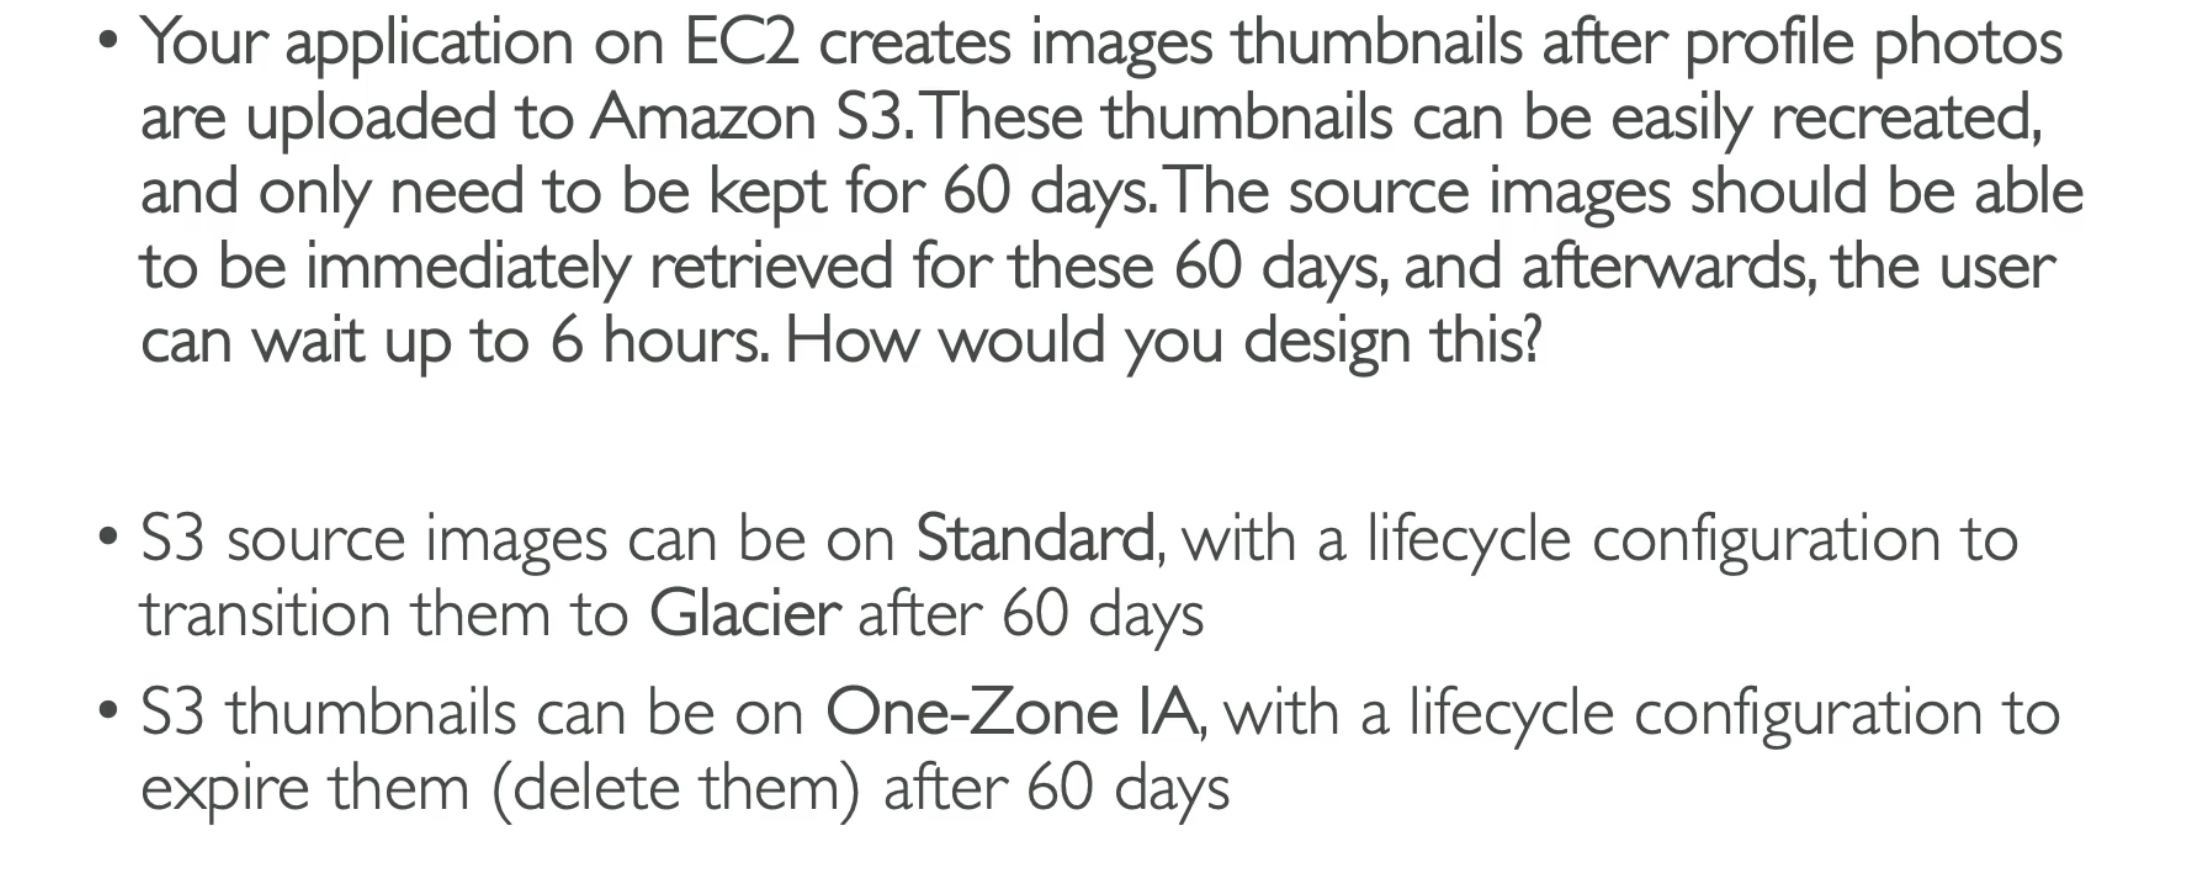 • Your application on EC2 creates images thumbnails after profile photos
are uploaded to Amazon S3. These thumbnails can be easily recreated,
and only need to be kept for 60 days. The source images should be able
to be immediately retrieved for these 60 days, and afterwards, the user
can wait up to 6 hours. How would you design this?
• S3 source images can be on Standard, with a lifecycle configuration to
transition them to Glacier after 60 days
• S3 thumbnails can be on One-Zone IA, with a lifecycle configuration to
expire them (delete them) after 60 days